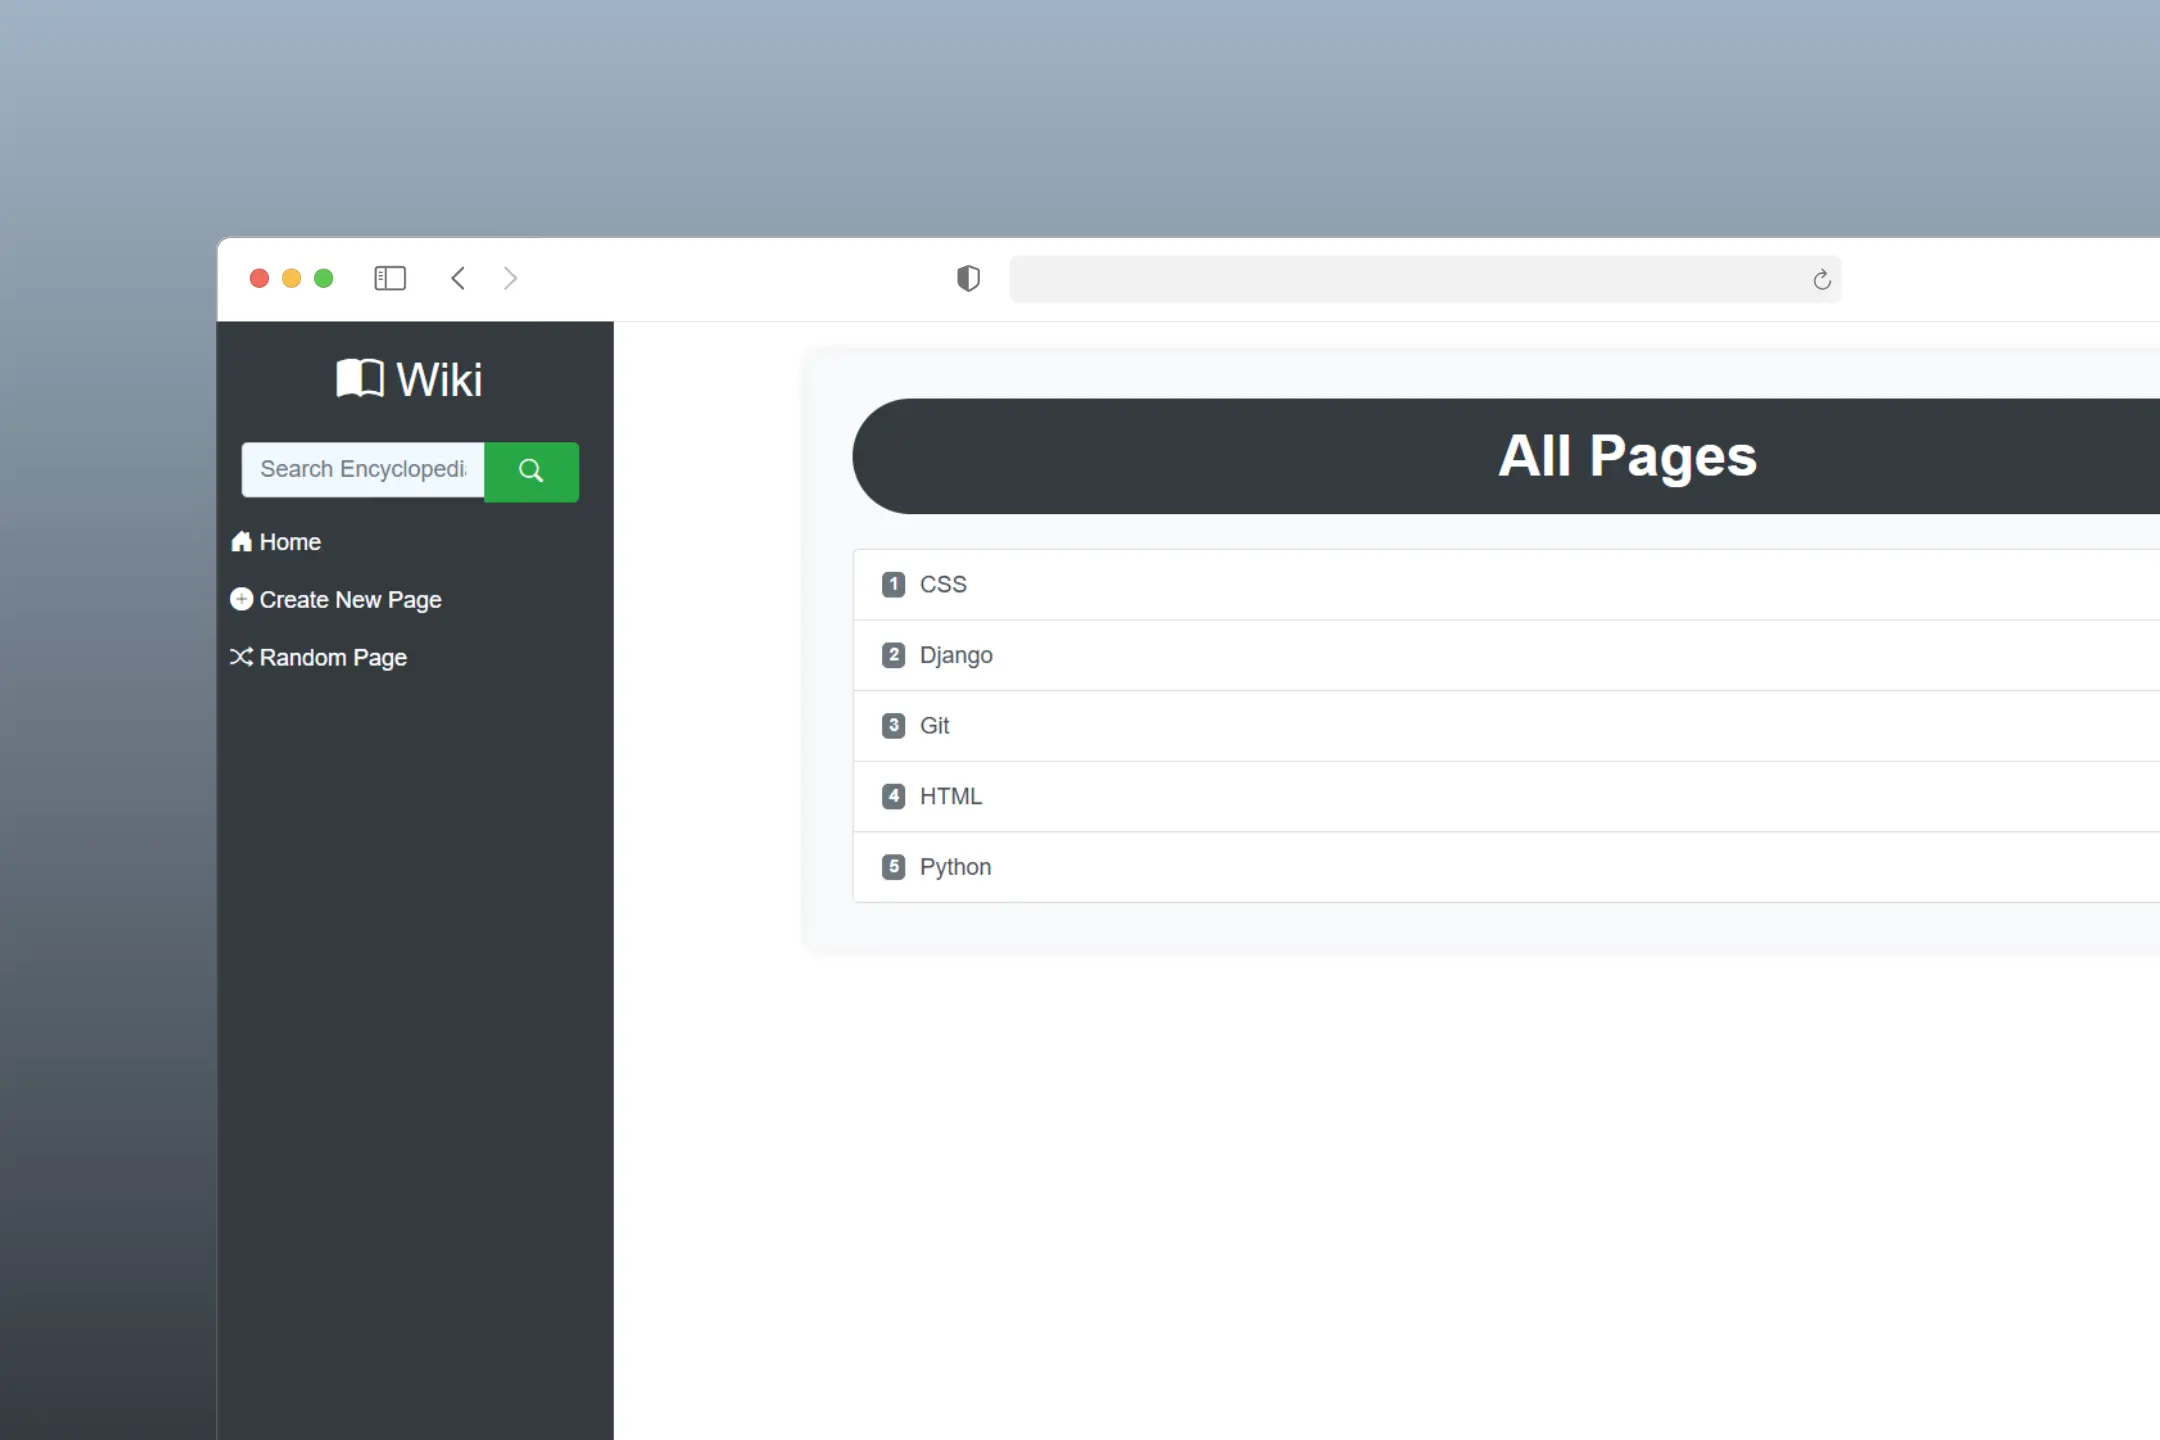 Wiki
Search Encyclopedi
Home
Create New Page
Random Page
All Pages
1 CSS
2 Django
3 Git
4 HTML
5 Python